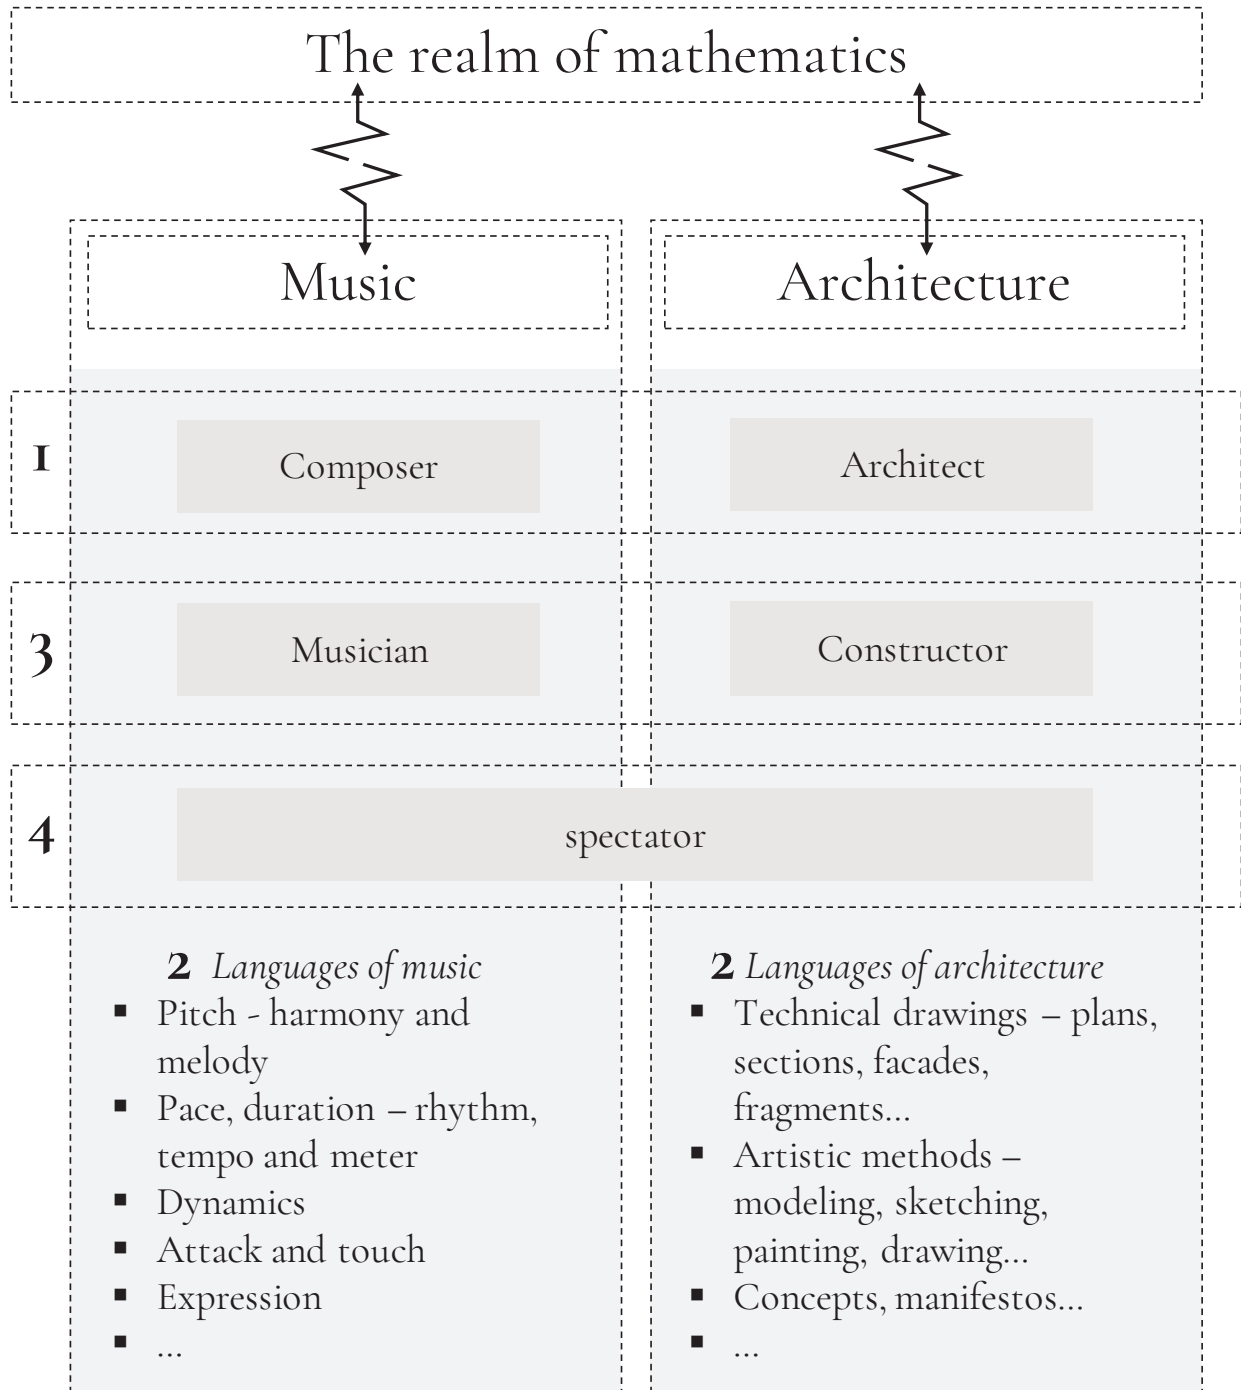 The realm of mathematics
Music
Architecture
1
Composer
Architect
3
Musician
Constructor
4
spectator
2 Languages of music
▪ Pitch - harmony and
melody
▪ Pace, duration – rhythm,
tempo and meter
▪ Dynamics
▪ Attack and touch
▪ Expression
▪ ...
2 Languages of architecture
▪ Technical drawings – plans,
sections, facades,
fragments...
▪ Artistic methods –
modeling, sketching,
painting, drawing...
▪ Concepts, manifestos...
▪ ...